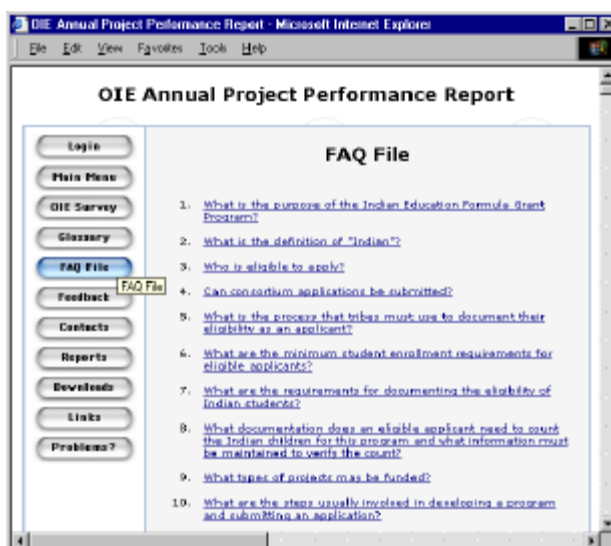 OIE Annual Project Performance Report - Microsoft Internet Explorer
File Edit View Favorites Tools Help
OIE Annual Project Performance Report
Login
Main Menu
OIE Survey
Glossary
FAQ File
FAQ File
Feedback
Contacts
Reports
Downloads
Links
Problems?
FAQ File
1. What is the purpose of the Indian Education Formula Grant
Program?
2. What is the definition of "Indian"?
3. Who is eligible to apply?
4. Can consortium applications be submitted?
5. What is the process that tribes must use to document their
eligibility as an applicant?
6. What are the minimum student enrollment requirements for
eligible applicants?
7. What are the requirements for documenting the eligibility of
Indian students?
8. What documentation does an eligible applicant need to count
the Indian children for this program and what information must
be maintained to verify the count?
9. What types of projects may be funded?
10. What are the steps usually involved in developing a program
and submitting an application?